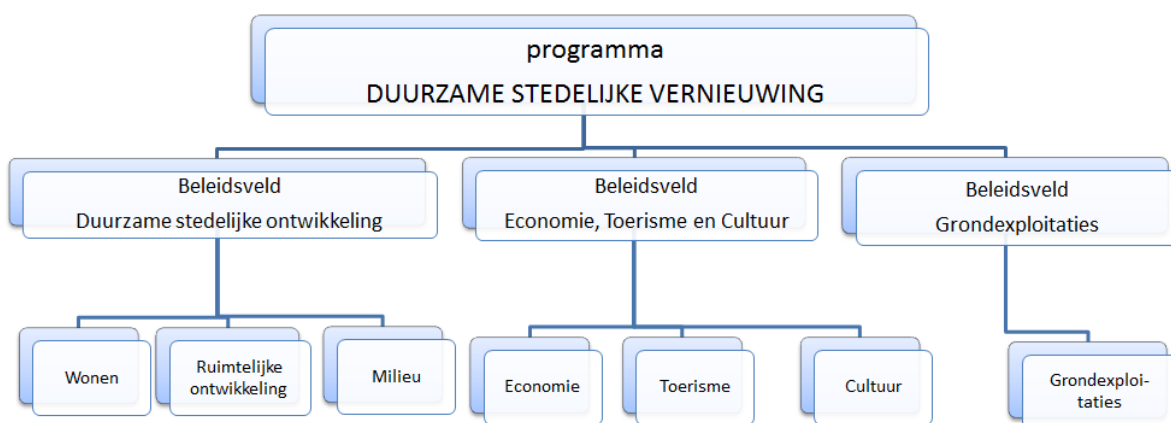 programma
DUURZAME STEDELIJKE VERNIEUWING
Beleidsveld
Duurzame stedelijke ontwikkeling
Beleidsveld
Economie, Toerisme en Cultuur
Beleidsveld
Grondexploitaties
Wonen
Ruimtelijke
ontwikkeling
Milieu
Economie
Toerisme
Cultuur
Grondexploi-
taties